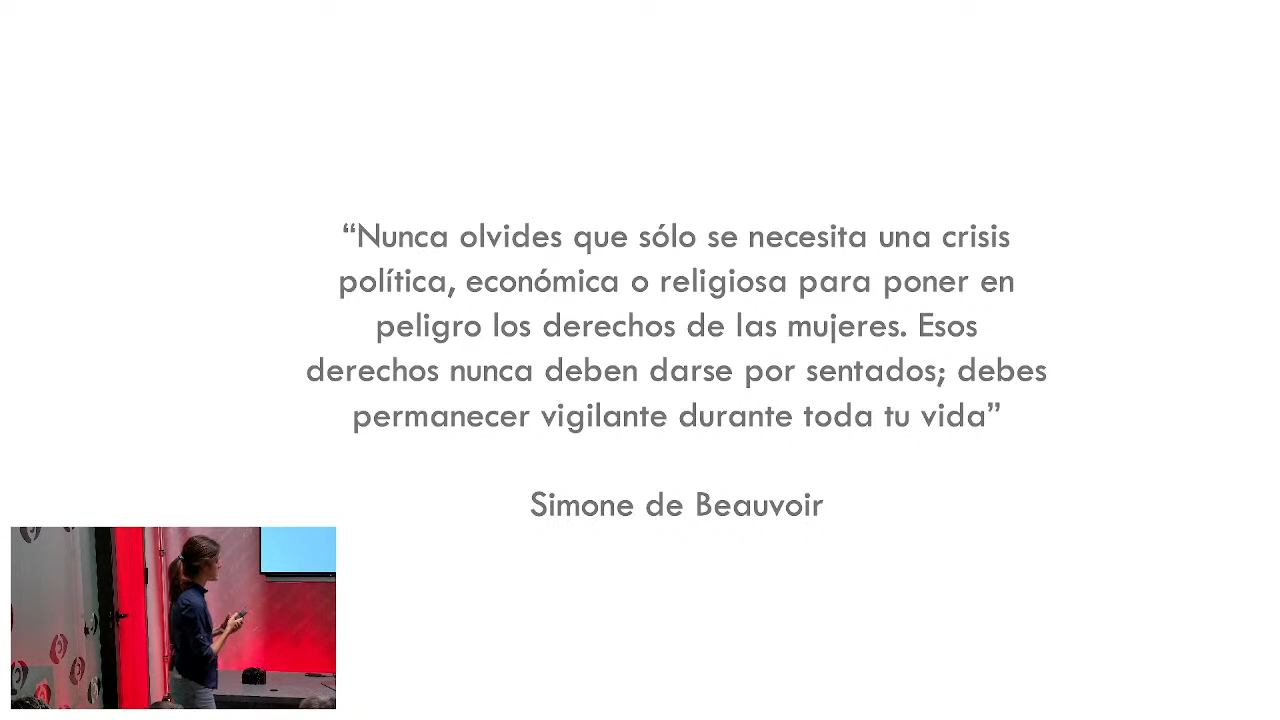 “Nunca olvides que sólo se necesita una crisis
política, económica o religiosa para poner en
peligro los derechos de las mujeres. Esos
derechos nunca deben darse por sentados; debes
permanecer vigilante durante toda tu vida”
Simone de Beauvoir